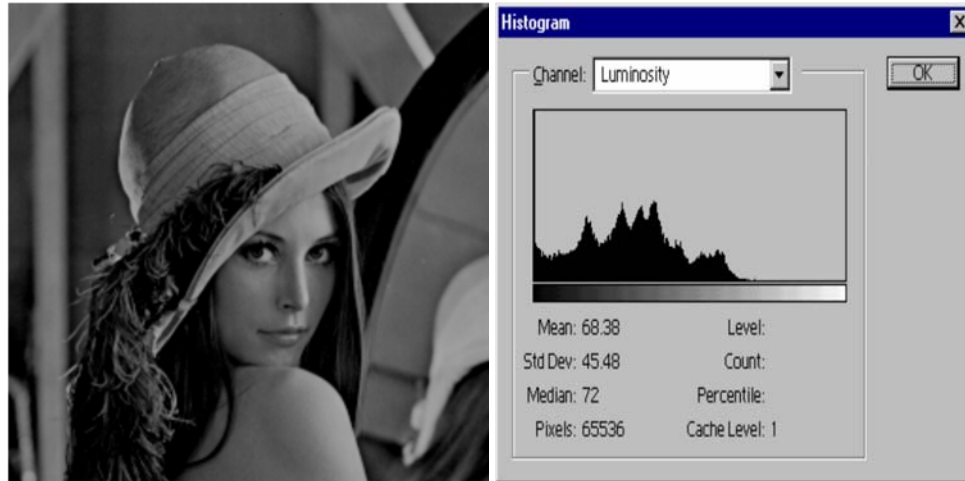 Histogram
Channel: Luminosity
OK
Mean: 68.38 Level:
Std Dev: 45.48 Count:
Median: 72 Percentile:
Pixels: 65536 Cache Level: 1